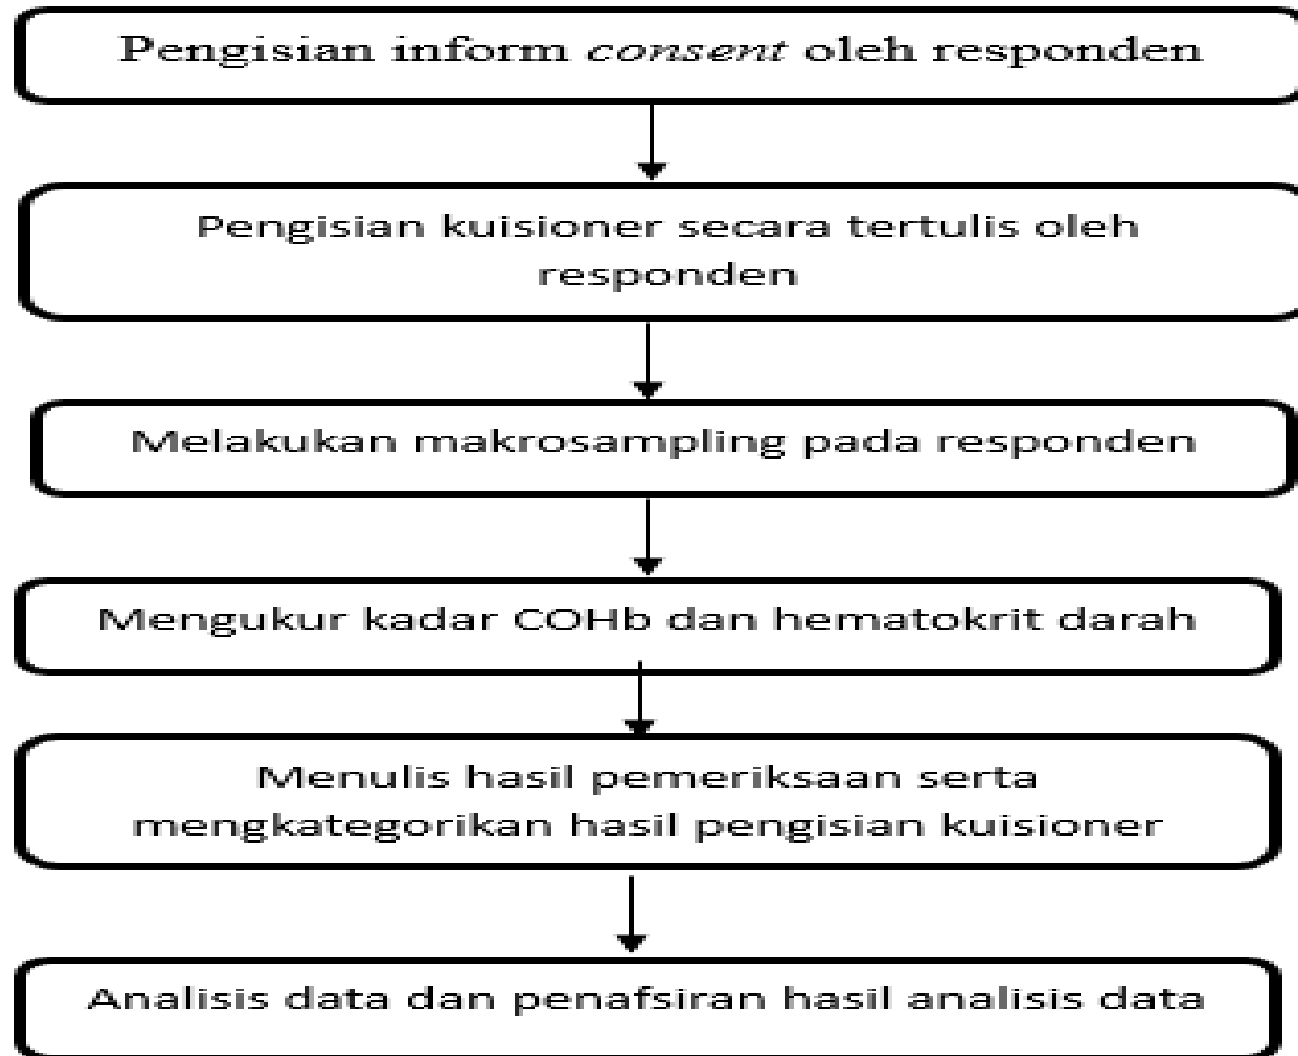 Pengisian inform consent oleh responden
Pengisian kuisioner secara tertulis oleh
responden
Melakukan makrosampling pada responden
Mengukur kadar COHb dan hematokrit darah
Menulis hasil pemeriksaan serta
mengkategorikan hasil pengisian kuisioner
Analisis data dan penafsiran hasil analisis data